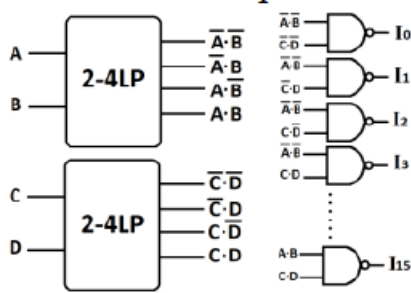 A
B
2-4LP
A̅·B̅
A̅·B
A·B̅
A·B
C
D
2-4LP
C̅·D̅
C̅·D
C·D̅
C·D
A̅·B̅
C̅·D̅
I₀
A̅·B̅
C̅·D
I₁
A̅·B̅
C·D̅
I₂
A̅·B̅
C·D
I₃
A·B
C·D
I₁₅